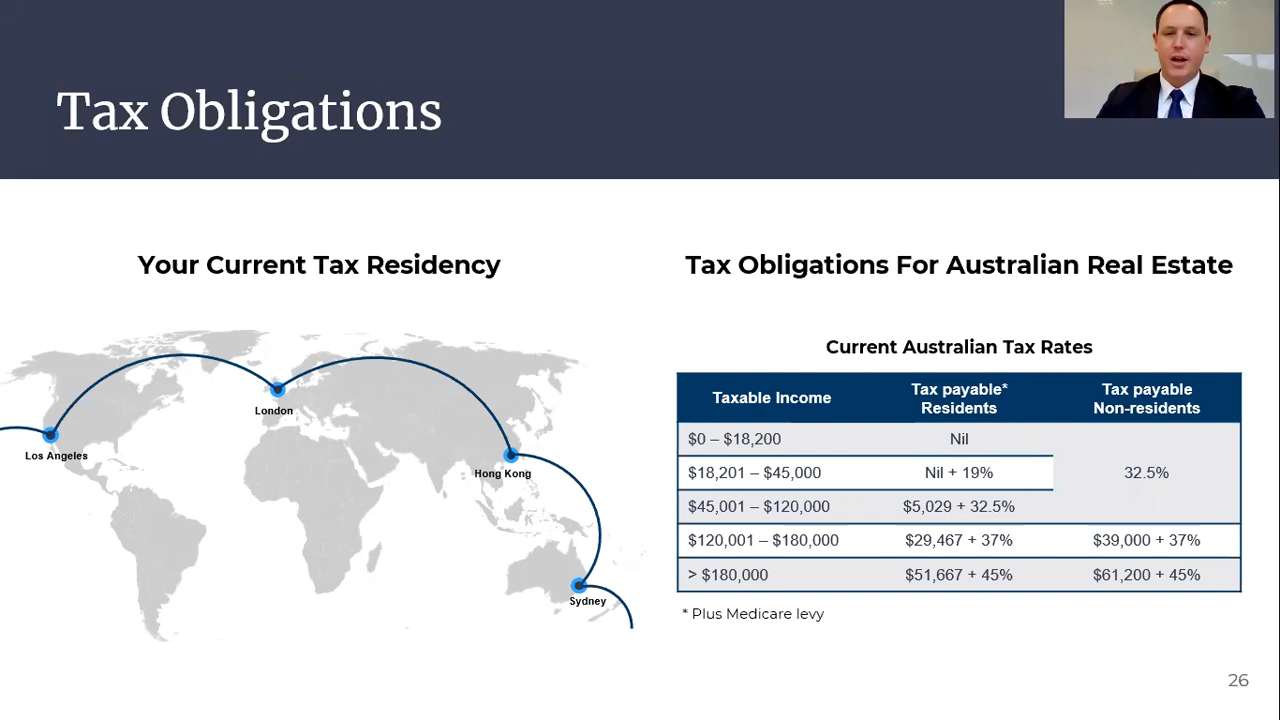 Tax Obligations
Your Current Tax Residency
London
Los Angeles
Hong Kong
Sydney
Tax Obligations For Australian Real Estate
Current Australian Tax Rates
Taxable Income Tax payable* Residents Tax payable Non-residents
$0 – $18,200 Nil
$18,201 – $45,000 Nil + 19% 32.5%
$45,001 – $120,000 $5,029 + 32.5%
$120,001 – $180,000 $29,467 + 37% $39,000 + 37%
> $180,000 $51,667 + 45% $61,200 + 45%
* Plus Medicare levy
26